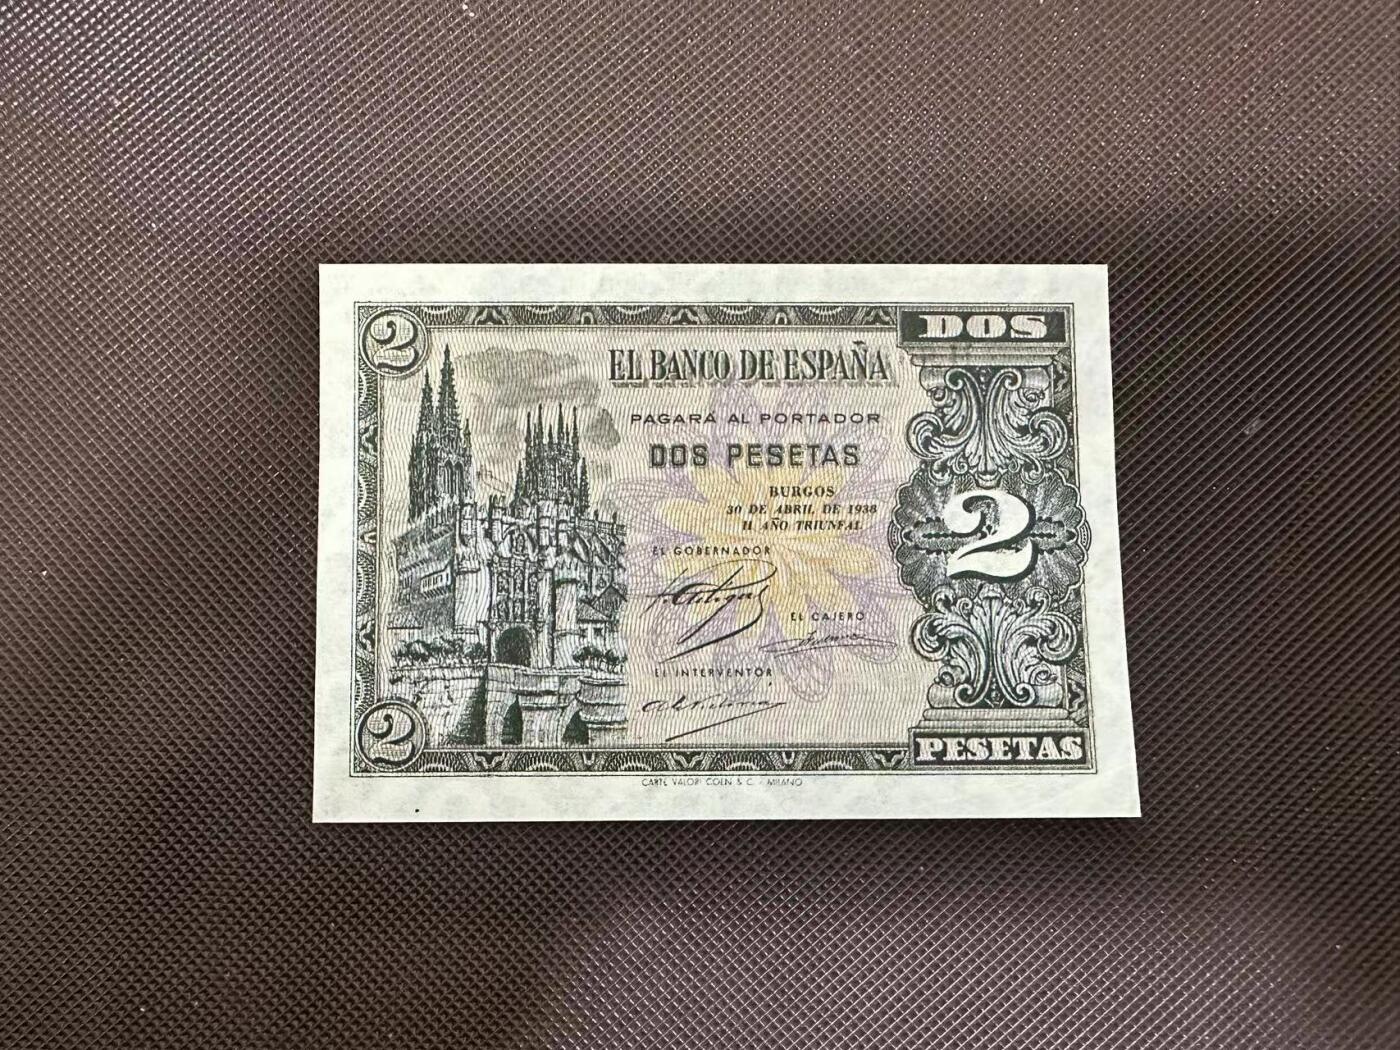 2
DOS
EL BANCO DE ESPAÑA
PAGARÁ AL PORTADOR
DOS PESETAS
BURGOS
30 DE ABRIL DE 1938
II AÑO TRIUNFAL
2
EL GOBERNADOR
EL CAJERO
EL INTERVENTOR
2
PESETAS
CARTE VALORI COEN & C. - MILANO